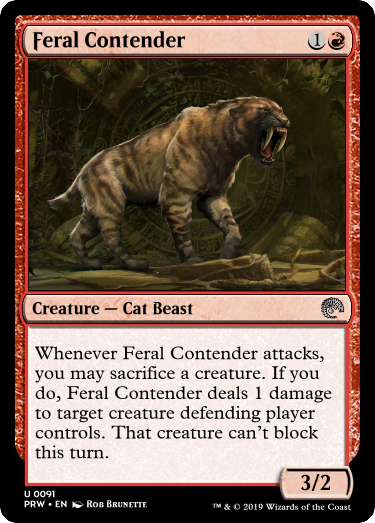 Feral Contender 1
Creature — Cat Beast
Whenever Feral Contender attacks,
you may sacrifice a creature. If you
do, Feral Contender deals 1 damage
to target creature defending player
controls. That creature can't block
this turn.
3/2
U 0091
PRW • EN Rob Brunette
™ & © 2019 Wizards of the Coast